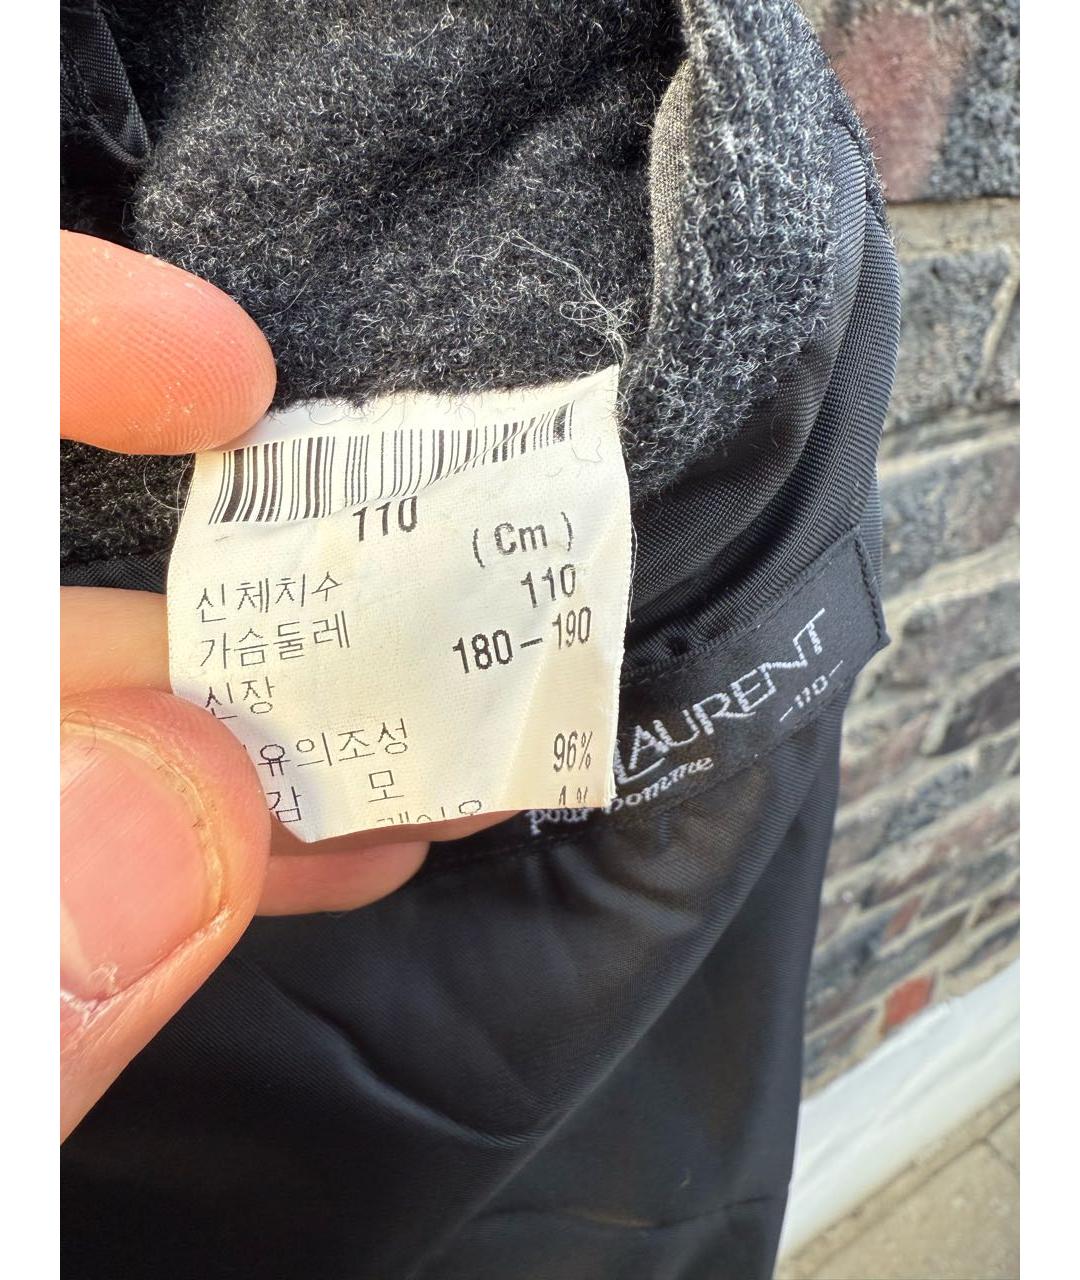 110
( Cm )
신체치수
가슴둘레 110
신장 180-190
유의조성
감 모 96%
LAURENT
-110-
pour homme